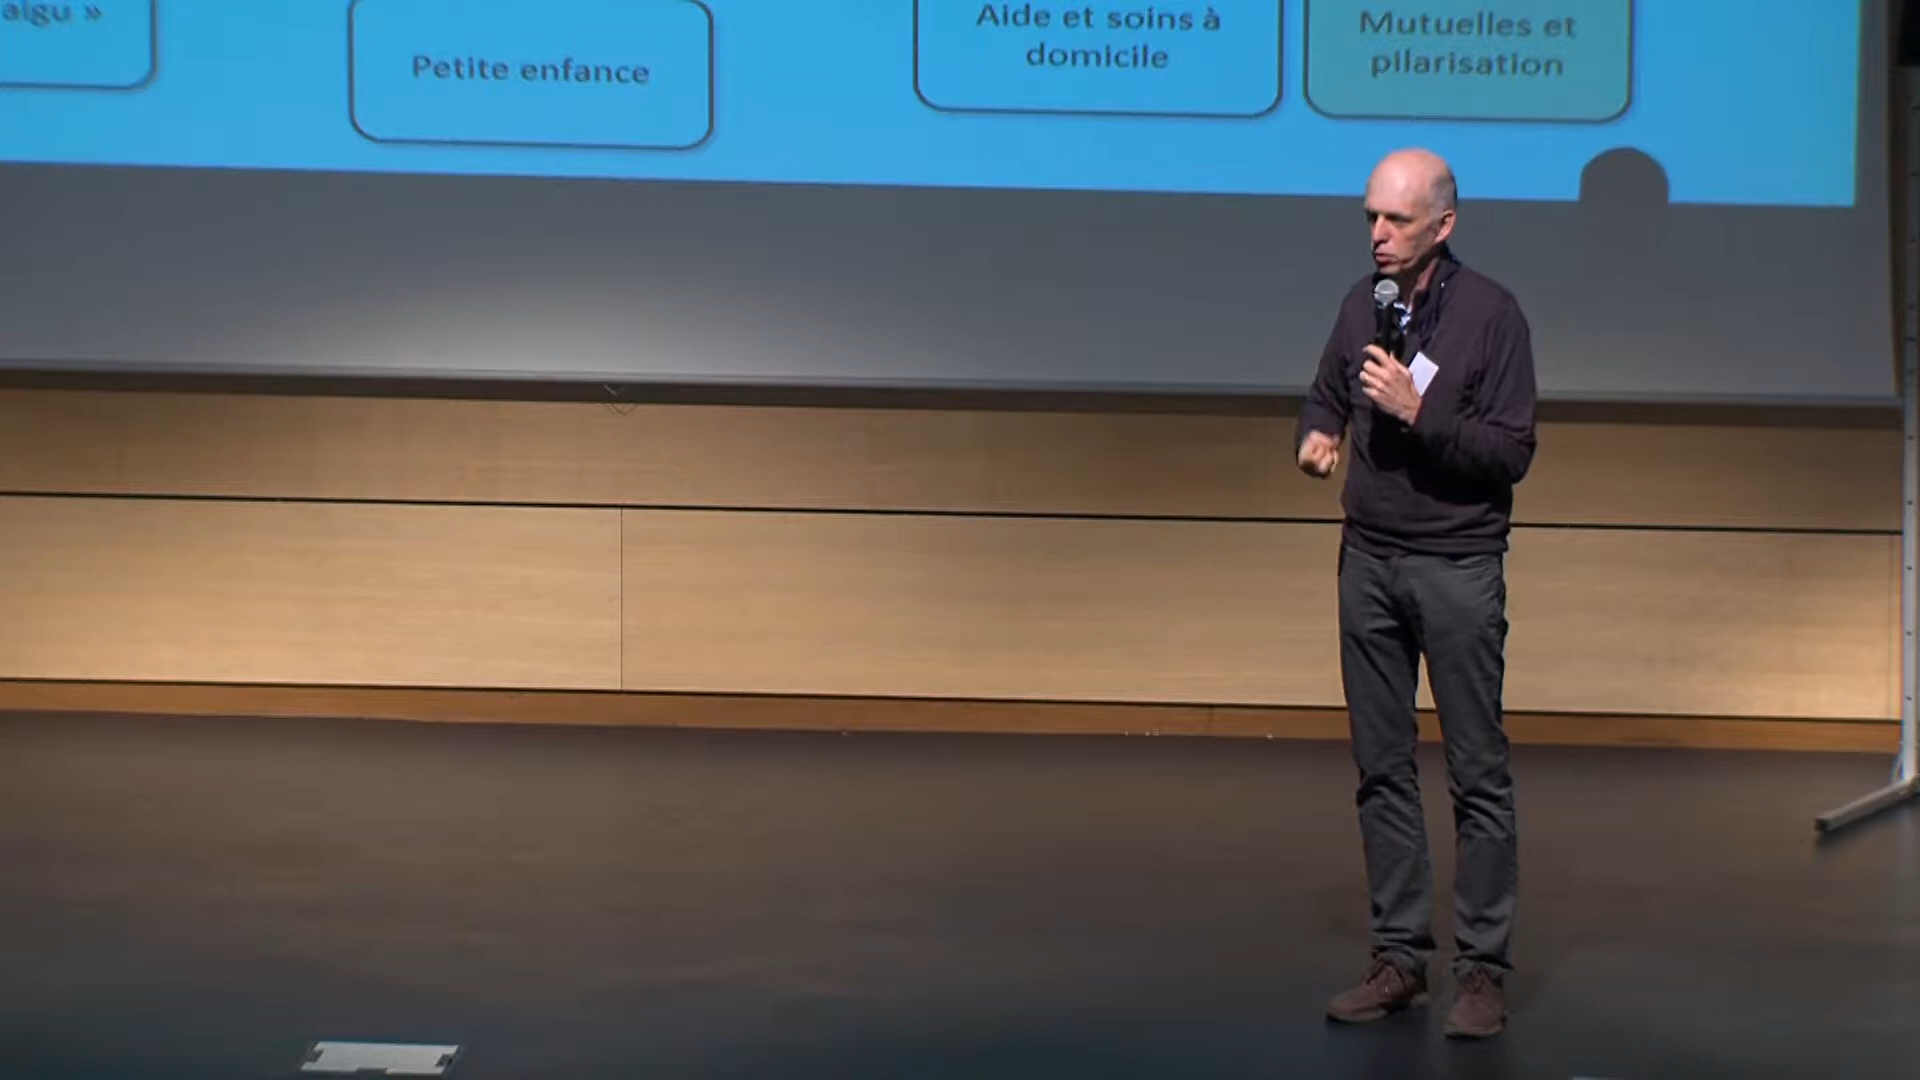 aigu »
Petite enfance
Aide et soins à
domicile
Mutuelles et
pilarisation